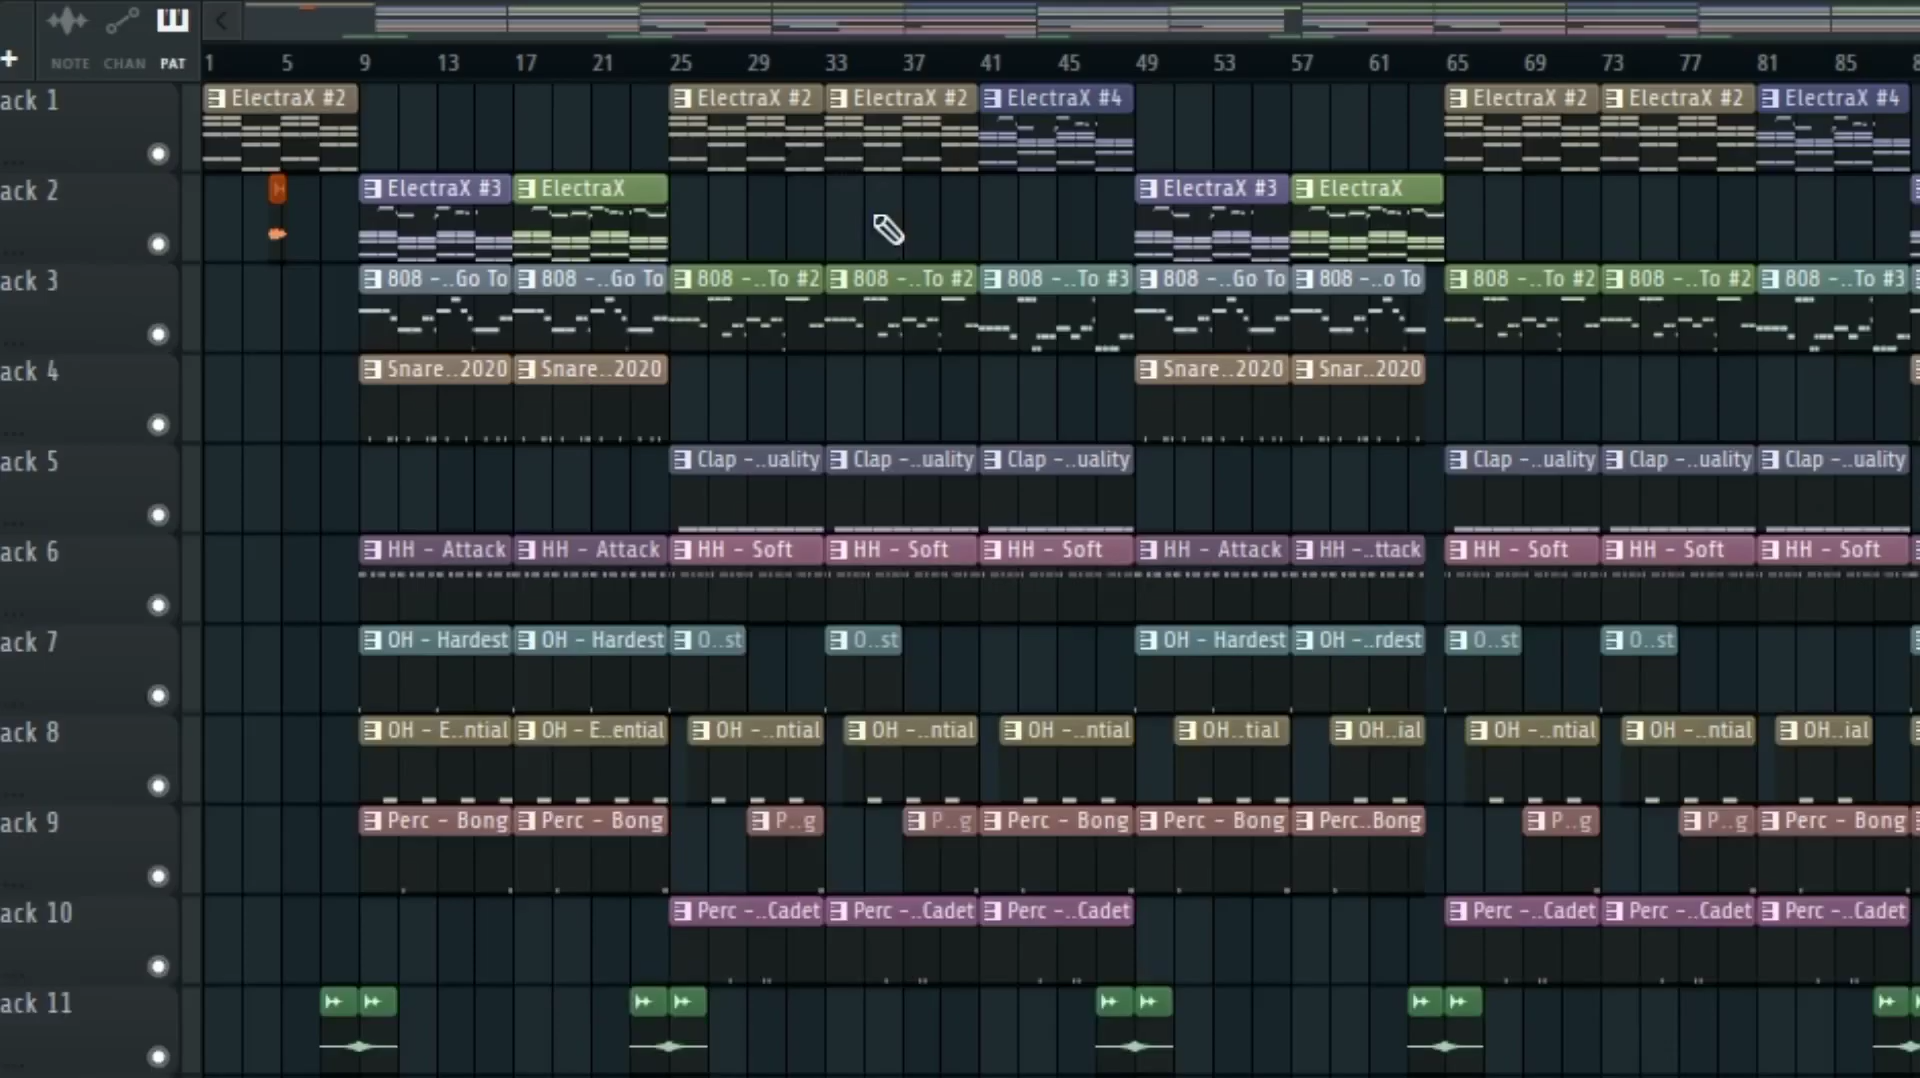 NOTE CHAN PAT
1 5 9 13 17 21 25 29 33 37 41 45 49 53 57 61 65 69 73 77 81 85 8
ack 1 ElectraX #2 ElectraX #2 ElectraX #2 ElectraX #4 ElectraX #2 ElectraX #2 ElectraX #4
ack 2 ElectraX #3 ElectraX ElectraX #3 ElectraX
ack 3 808 -..Go To 808 -..Go To 808 -..To #2 808 -..To #2 808 -..To #3 808 -..Go To 808 -..o To 808 -..To #2 808 -..To #2 808 -..To #3
ack 4 Snare..2020 Snare..2020 Snare..2020 Snar..2020
ack 5 Clap -..uality Clap -..uality Clap -..uality Clap -..uality Clap -..uality Clap -..uality
ack 6 HH - Attack HH - Attack HH - Soft HH - Soft HH - Soft HH - Attack HH -..ttack HH - Soft HH - Soft HH - Soft
ack 7 OH - Hardest OH - Hardest O..st O..st OH - Hardest OH -..rdest O..st O..st
ack 8 OH - E..ntial OH - E..ential OH -..ntial OH -..ntial OH -..ntial OH..tial OH..ial OH -..ntial OH -..ntial OH..ial
ack 9 Perc - Bong Perc - Bong P..g P..g Perc - Bong Perc - Bong Perc..Bong P..g P..g Perc - Bong
ack 10 Perc -..Cadet Perc -..Cadet Perc -..Cadet Perc -..Cadet Perc -..Cadet Perc -..Cadet
ack 11